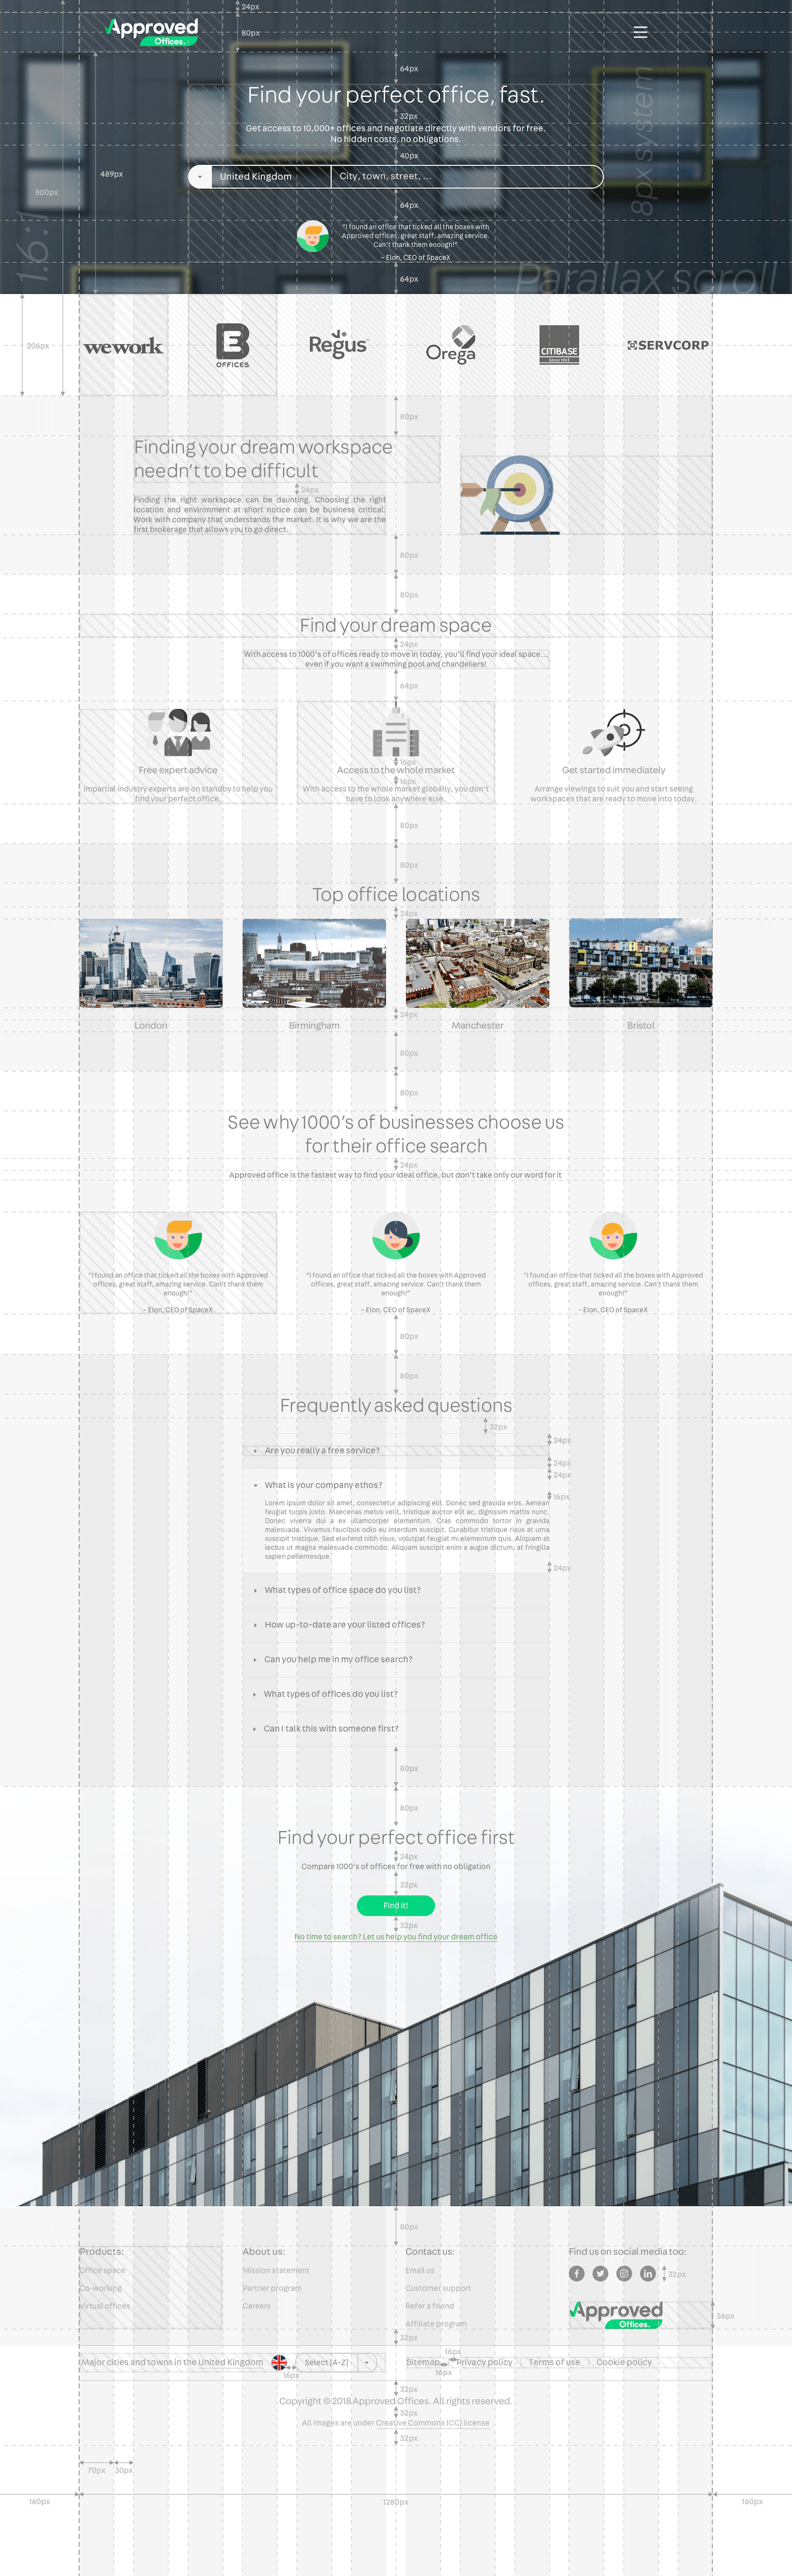 24px
Approved
Offices.
80px
64px
Find your perfect office, fast.
32px
Get access to 10,000+ offices and negotiate directly with vendors for free.
No hidden costs, no obligations.
8px system
40px
489px
United Kingdom
City, town, street, ...
800px
64px
1.6:1
"I found an office that ticked all the boxes with
Approved offices, great staff, amazing service.
Can't thank them enough!"
– Elon, CEO of SpaceX
64px
Parallax scroll
206px
wework
BE
OFFICES
Regus
Orega
CITIBASE
since 1993
SERVCORP
80px
Finding your dream workspace
needn't to be difficult
24px
Finding the right workspace can be daunting. Choosing the right
location and environment at short notice can be business critical.
Work with company that understands the market. It is why we are the
first brokerage that allows you to go direct.
80px
80px
Find your dream space
24px
With access to 1000's of offices ready to move in today, you'll find your ideal space...
even if you want a swimming pool and chandeliers!
64px
16px
Free expert advice
Access to the whole market
Get started immediately
16px
Impartial industry experts are on standby to help you
find your perfect office.
With access to the whole market globally, you don't
have to look anywhere else.
Arrange viewings to suit you and start seeing
workspaces that are ready to move into today.
80px
80px
Top office locations
24px
24px
London
Birmingham
Manchester
Bristol
80px
80px
See why 1000's of businesses choose us
for their office search
24px
Approved office is the fastest way to find your ideal office, but don't take only our word for it
"I found an office that ticked all the boxes with Approved
offices, great staff, amazing service. Can't thank them
enough!"
– Elon, CEO of SpaceX
"I found an office that ticked all the boxes with Approved
offices, great staff, amazing service. Can't thank them
enough!"
– Elon, CEO of SpaceX
"I found an office that ticked all the boxes with Approved
offices, great staff, amazing service. Can't thank them
enough!"
– Elon, CEO of SpaceX
80px
80px
Frequently asked questions
32px
24px
Are you really a free service?
24px
24px
What is your company ethos?
16px
Lorem ipsum dolor sit amet, consectetur adipiscing elit. Donec sed gravida eros. Aenean
feugiat turpis justo. Maecenas metus velit, tristique auctor elit ac, dignissim mattis nunc.
Donec viverra dui a ex ullamcorper elementum. Cras commodo tortor in gravida
malesuada. Vivamus faucibus odio eu interdum suscipit. Curabitur tristique risus at urna
suscipit tristique. Sed eleifend nibh risus, volutpat feugiat mi elementum quis. Aliquam at
lectus ut magna malesuada commodo. Aliquam suscipit enim a augue dictum, at fringilla
sapien pellentesque.
24px
What types of office space do you list?
How up-to-date are your listed offices?
Can you help me in my office search?
What types of offices do you list?
Can I talk this with someone first?
80px
80px
Find your perfect office first
24px
Compare 1000's of offices for free with no obligation
32px
Find it!
32px
No time to search? Let us help you find your dream office
80px
Products:
About us:
Contact us:
Find us on social media too:
Office space
Mission statement
Email us
32px
Co-working
Partner program
Customer support
Virtual offices
Careers
Refer a friend
Approved
Offices.
56px
Affiliate program
32px
16px
Major cities and towns in the United Kingdom
Select [A-Z]
Sitemap
Privacy policy
Terms of use
Cookie policy
16px
16px
32px
Copyright © 2018 Approved Offices. All rights reserved.
32px
All images are under Creative Commons (CC) license
32px
70px
30px
160px
1280px
160px